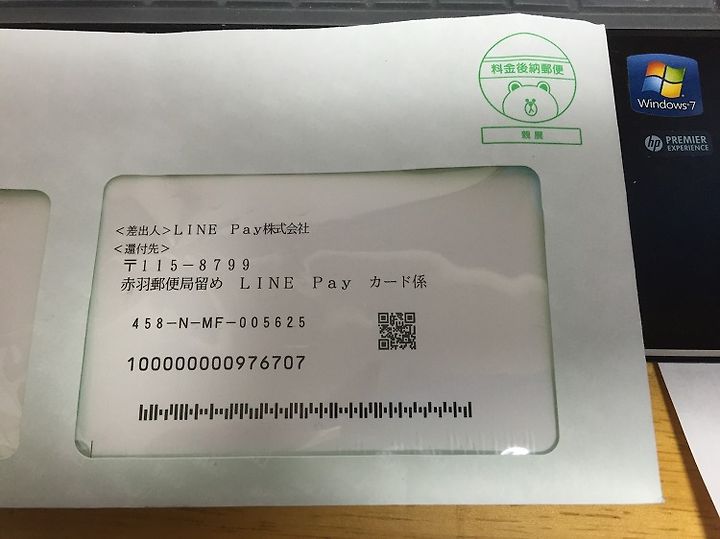 料金後納郵便
親展
Windows 7
hp PREMIER
EXPERIENCE
＜差出人＞ＬＩＮＥ Ｐａｙ株式会社
＜還付先＞
〒１１５－８７９９
赤羽郵便局留め ＬＩＮＥ Ｐａｙ カード係
458-N-MF-005625
100000000976707